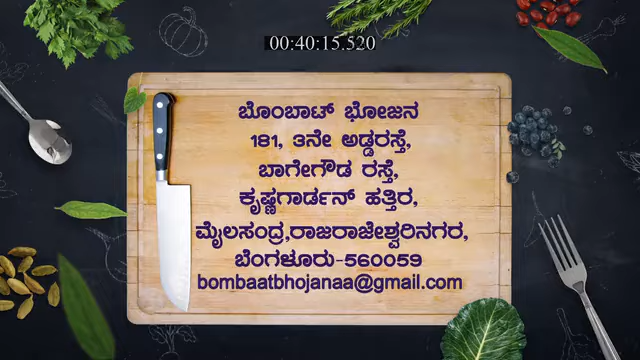 00:40:15.520
ಬೊಂಬಾಟ್ ಭೋಜನ
181, 3ನೇ ಅಡ್ಡರಸ್ತೆ,
ಬಾಗೇಗೌಡ ರಸ್ತೆ,
ಕೃಷ್ಣಗಾರ್ಡನ್ ಹತ್ತಿರ,
ಮೈಲಸಂದ್ರ,ರಾಜರಾಜೇಶ್ವರಿನಗರ,
ಬೆಂಗಳೂರು-560059
bombaatbhojanaa@gmail.com